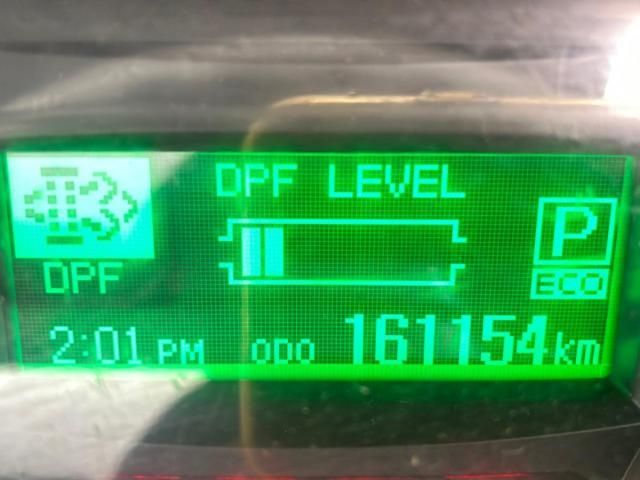 DPF LEVEL
P
DPF
ECO
2:01 PM ODO 161154 km